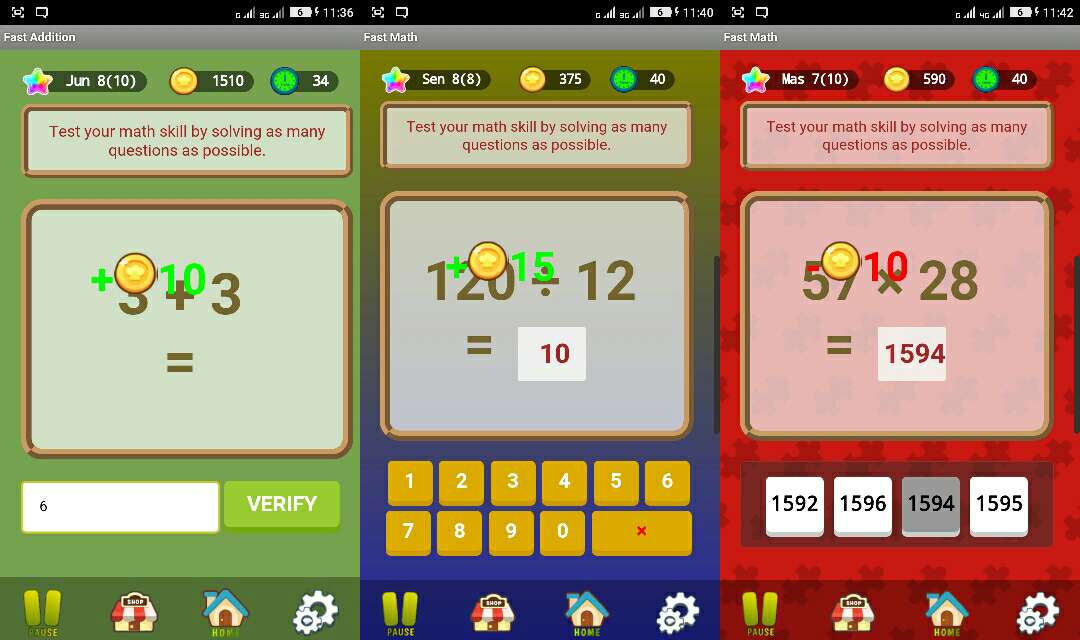 G 3G 6 11:36
Fast Addition
Jun 8(10) 1510 34
Test your math skill by solving as many
questions as possible.
+10
3 + 3
=
6 VERIFY
PAUSE SHOP HOME
G 3G 6 11:40
Fast Math
Sen 8(8) 375 40
Test your math skill by solving as many
questions as possible.
+15
120 ÷ 12
= 10
1 2 3 4 5 6
7 8 9 0 ×
PAUSE SHOP HOME
G 4G 6 11:42
Fast Math
Mas 7(10) 590 40
Test your math skill by solving as many
questions as possible.
-10
57 × 28
= 1594
1592 1596 1594 1595
PAUSE SHOP HOME